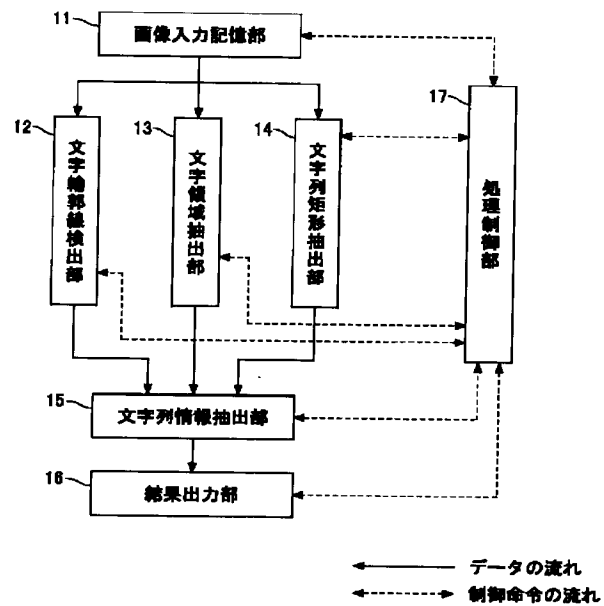 11
画像入力記憶部
17
12
13
14
文字輪郭線検出部
文字領域抽出部
文字列矩形抽出部
処理制御部
15
文字列情報抽出部
16
結果出力部
データの流れ
制御命令の流れ